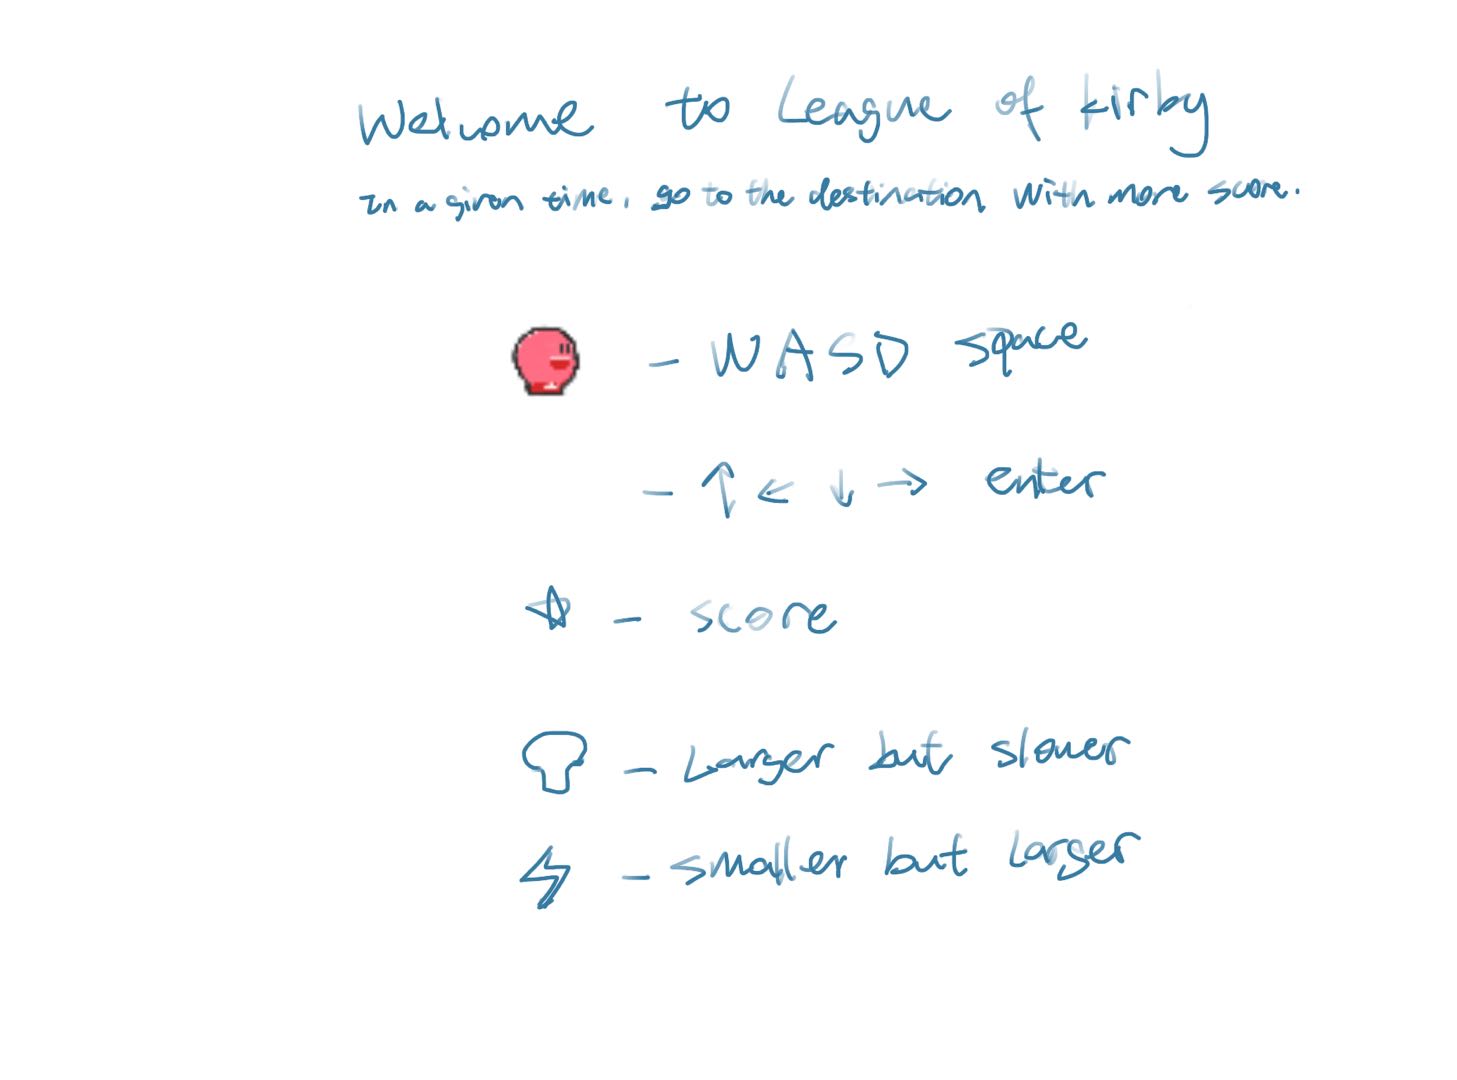 Welcome to League of kirby
In a given time, go to the destination with more score.
- WASD space
- ↑ ← ↓ → enter
- score
- Larger but slower
- smaller but larger